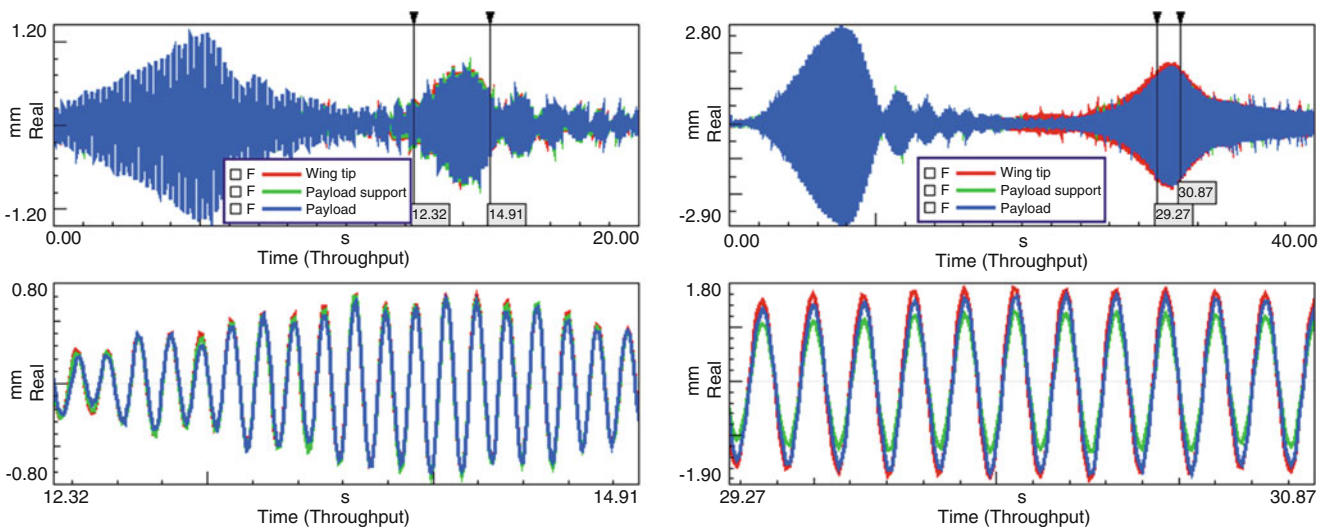 1.20
mm
Real
-1.20
□ F Wing tip
□ F Payload support
□ F Payload
12.32
14.91
0.00
s
20.00
Time (Throughput)
2.80
mm
Real
-2.90
□ F Wing tip
□ F Payload support
□ F Payload
30.87
29.27
0.00
s
40.00
Time (Throughput)
0.80
mm
Real
-0.80
12.32
s
14.91
Time (Throughput)
1.80
mm
Real
-1.90
29.27
s
30.87
Time (Throughput)